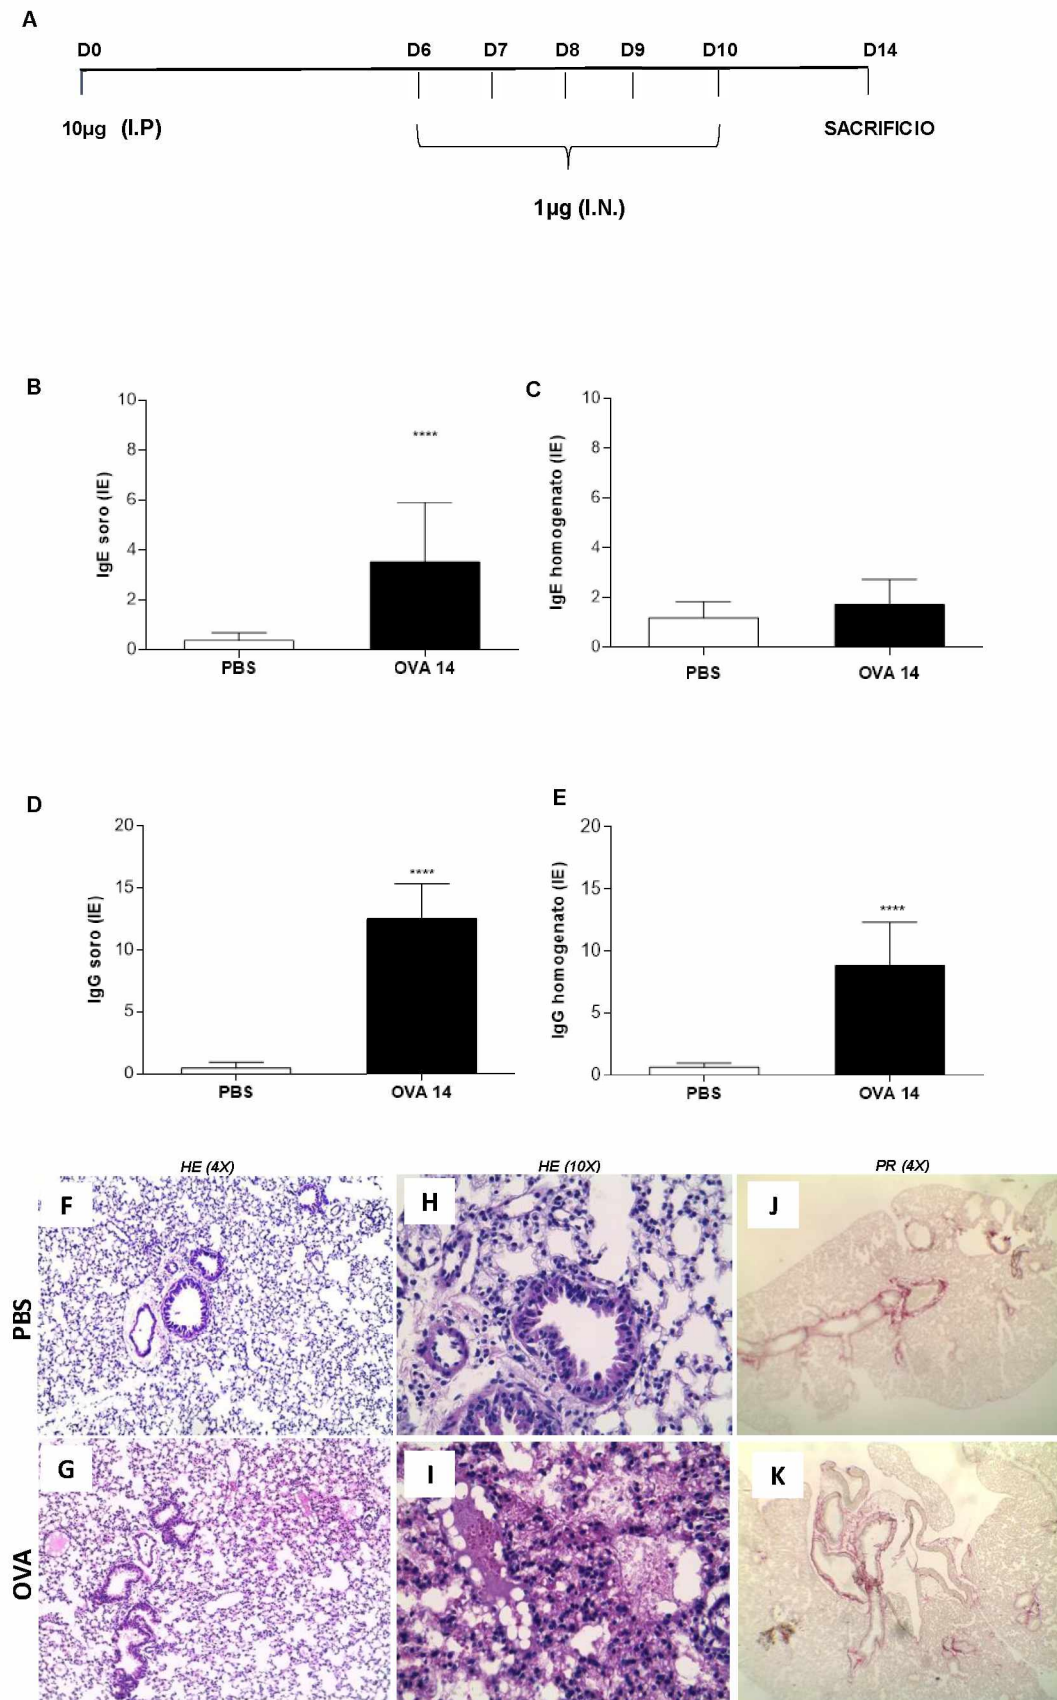 A
D0 D6 D7 D8 D9 D10 D14
10µg (I.P) SACRIFICIO
1µg (I.N.)
B
IgE soro (IE)
10
8
6
4
2
0
****
PBS OVA 14
C
IgE homogenato (IE)
10
8
6
4
2
0
PBS OVA 14
D
IgG soro (IE)
20
15
10
5
0
****
PBS OVA 14
E
IgG homogenato (IE)
20
15
10
5
0
****
PBS OVA 14
HE (4X) HE (10X) PR (4X)
PBS
F H J
OVA
G I K